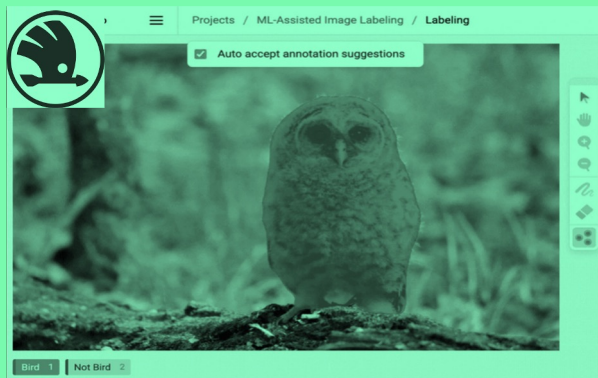 Projects / ML-Assisted Image Labeling / Labeling
Auto accept annotation suggestions
Bird 1
Not Bird 2